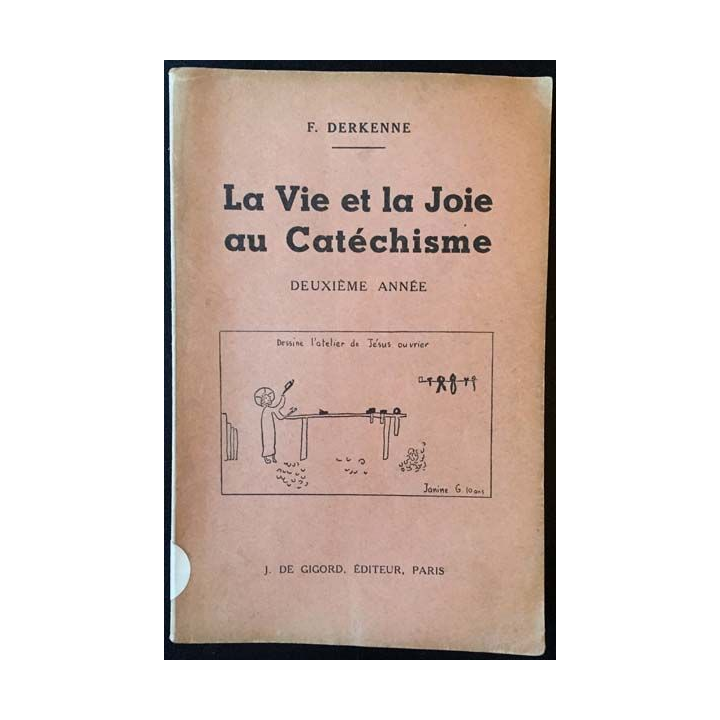 F. DERKENNE
La Vie et la Joie
au Catéchisme
DEUXIÈME ANNÉE
Dessine l'atelier de Jésus ouvrier
Janine G. 10 ans
J. DE GIGORD, ÉDITEUR, PARIS